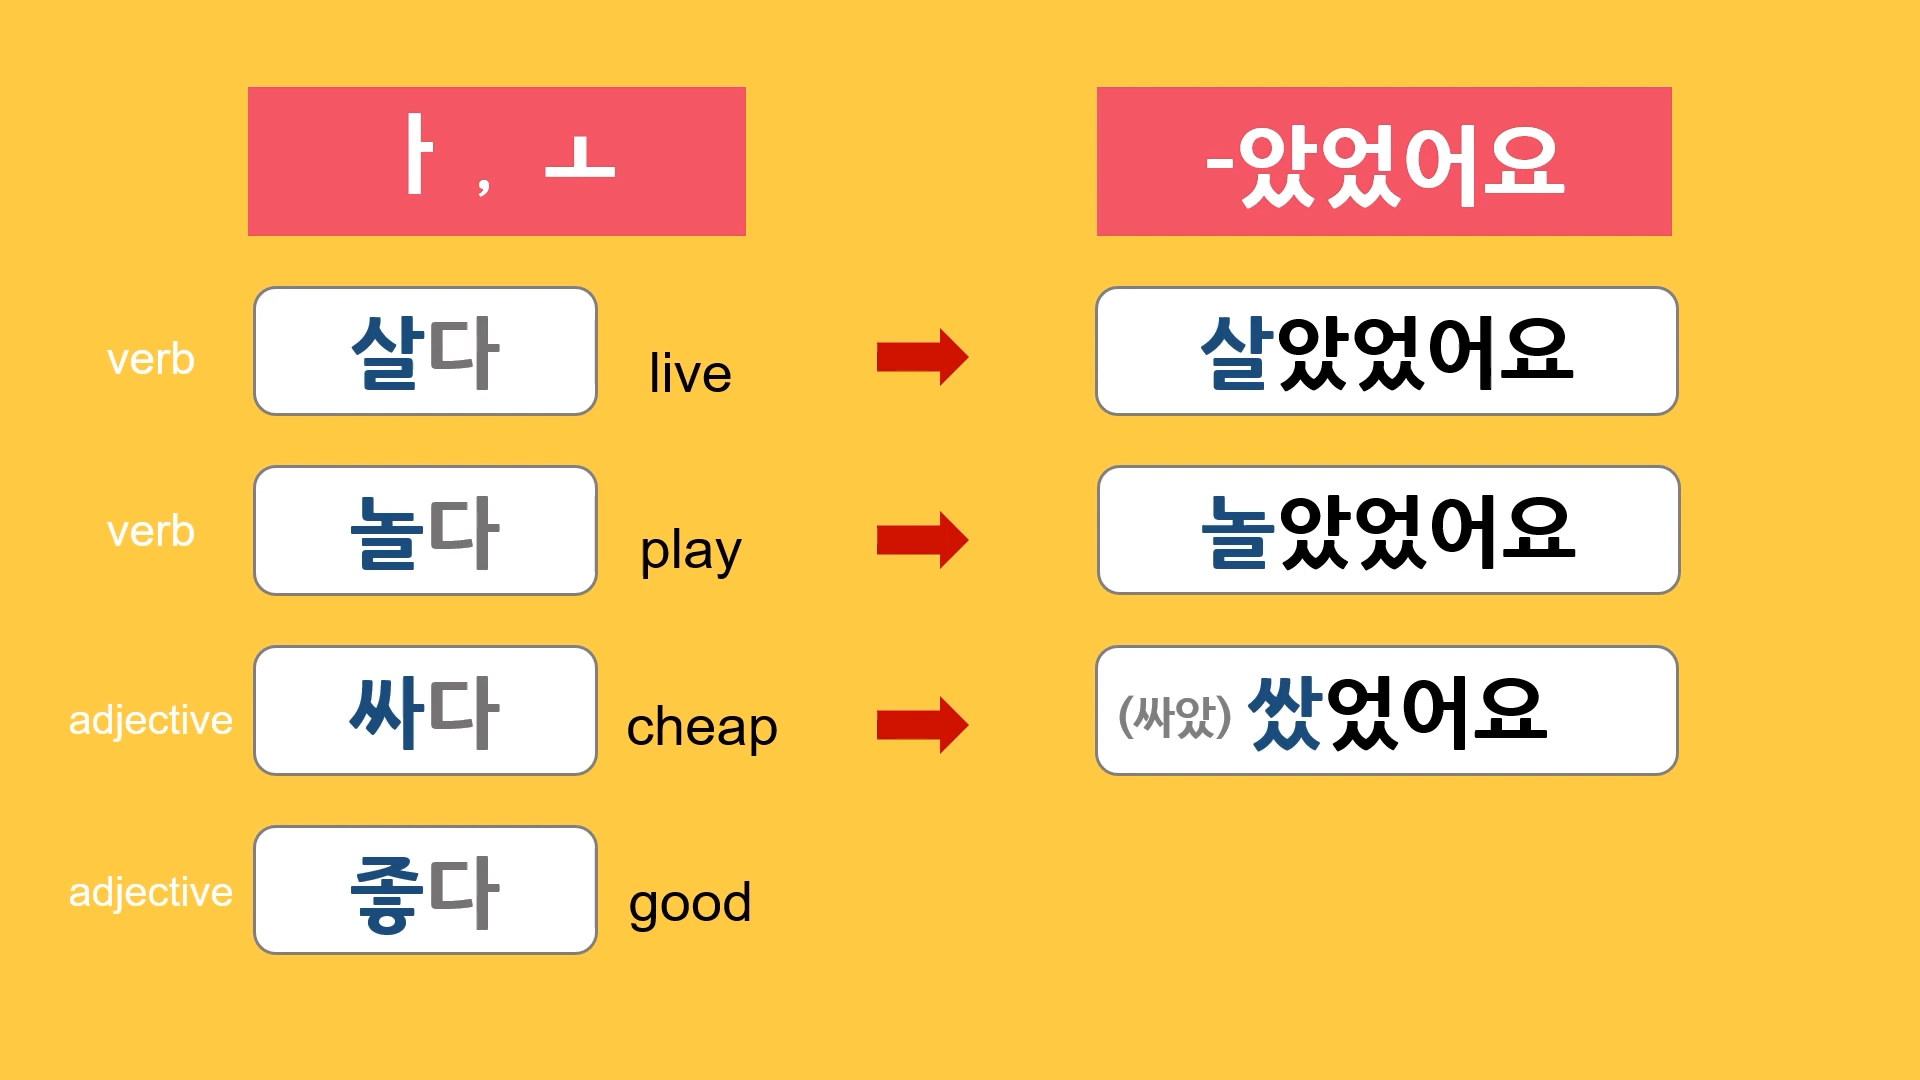 ㅏ , ㅗ -았었어요
verb 살다 live 살았었어요
verb 놀다 play 놀았었어요
adjective 싸다 cheap (싸았) 쌌었어요
adjective 좋다 good